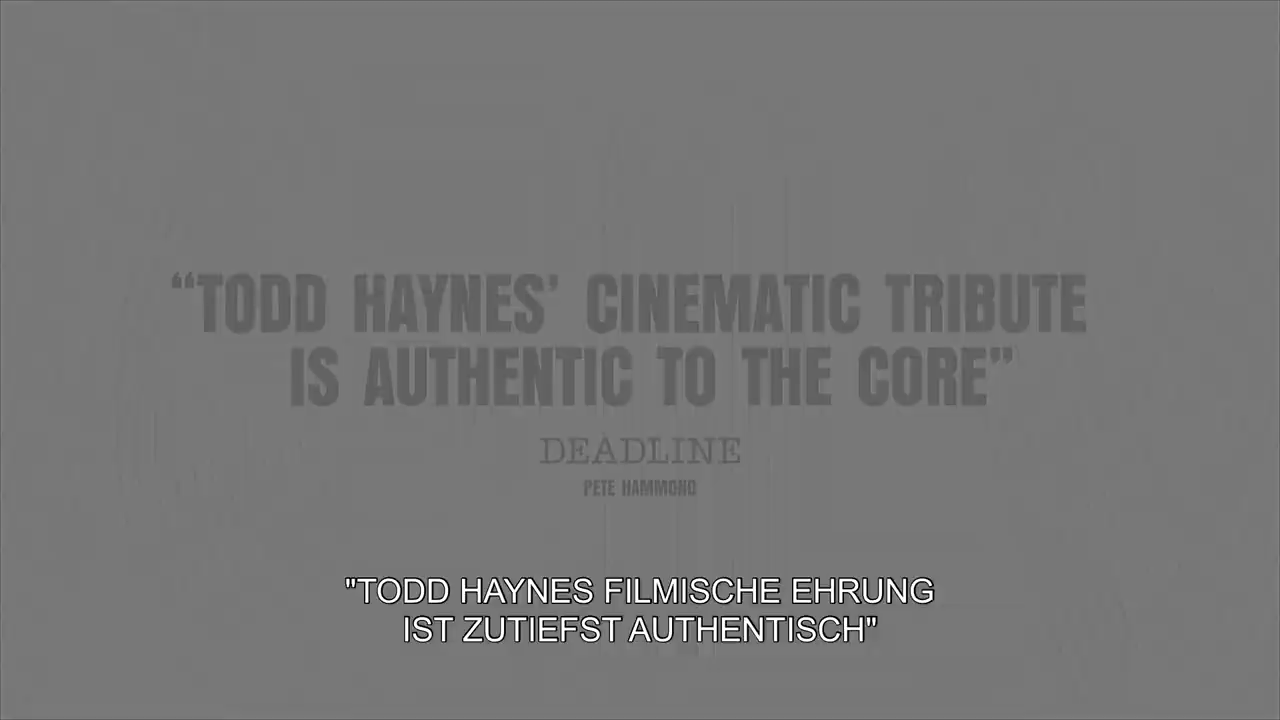 “TODD HAYNES’ CINEMATIC TRIBUTE
IS AUTHENTIC TO THE CORE”
DEADLINE
PETE HAMMOND
"TODD HAYNES FILMISCHE EHRUNG
IST ZUTIEFST AUTHENTISCH"